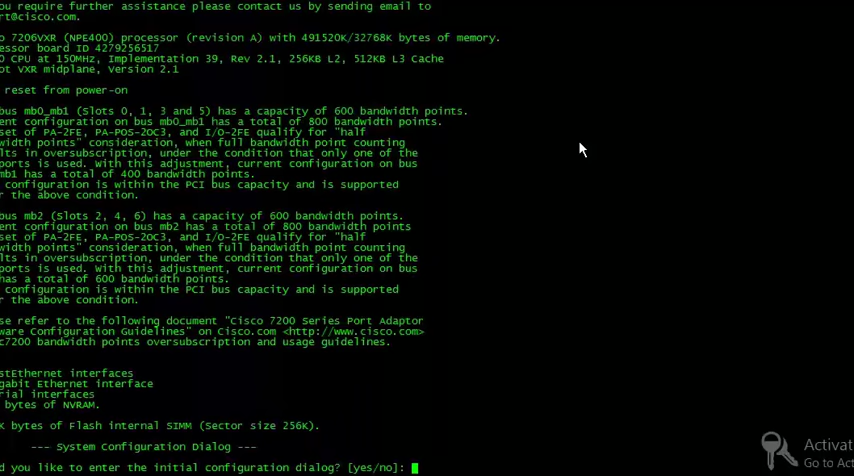 ou require further assistance please contact us by sending email to
rt@cisco.com.
o 7206VXR (NPE400) processor (revision A) with 491520K/32768K bytes of memory.
essor board ID 4279256517
0 CPU at 150MHz, Implementation 39, Rev 2.1, 256KB L2, 512KB L3 Cache
ot VXR midplane, Version 2.1
reset from power-on
bus mb0_mb1 (Slots 0, 1, 3 and 5) has a capacity of 600 bandwidth points.
ent configuration on bus mb0_mb1 has a total of 800 bandwidth points.
set of PA-2FE, PA-POS-2OC3, and I/O-2FE qualify for "half
width points" consideration, when full bandwidth point counting
lts in oversubscription, under the condition that only one of the
ports is used. With this adjustment, current configuration on bus
mb1 has a total of 400 bandwidth points.
configuration is within the PCI bus capacity and is supported
r the above condition.
bus mb2 (Slots 2, 4, 6) has a capacity of 600 bandwidth points.
ent configuration on bus mb2 has a total of 800 bandwidth points
set of PA-2FE, PA-POS-2OC3, and I/O-2FE qualify for "half
width points" consideration, when full bandwidth point counting
lts in oversubscription, under the condition that only one of the
ports is used. With this adjustment, current configuration on bus
has a total of 600 bandwidth points.
configuration is within the PCI bus capacity and is supported
r the above condition.
se refer to the following document "Cisco 7200 Series Port Adaptor
ware Configuration Guidelines" on Cisco.com <http://www.cisco.com>
c7200 bandwidth points oversubscription and usage guidelines.
stEthernet interfaces
gabit Ethernet interface
rial interfaces
bytes of NVRAM.
K bytes of Flash internal SIMM (Sector size 256K).
--- System Configuration Dialog ---
d you like to enter the initial configuration dialog? [yes/no]:
Activat
Go to Act